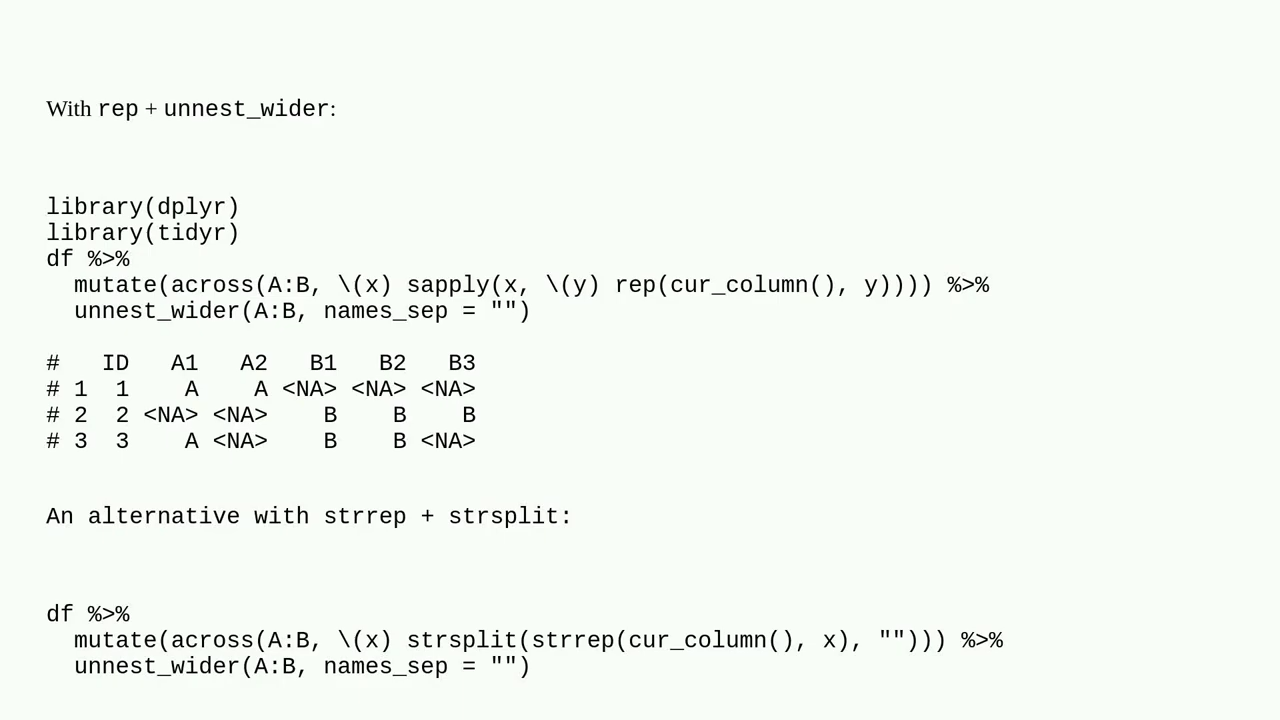 With rep + unnest_wider:
library(dplyr)
library(tidyr)
df %>%
  mutate(across(A:B, \(x) sapply(x, \(y) rep(cur_column(), y)))) %>%
  unnest_wider(A:B, names_sep = "")
#   ID   A1   A2   B1   B2   B3
# 1  1    A    A <NA> <NA> <NA>
# 2  2 <NA> <NA>    B    B    B
# 3  3    A <NA>    B    B <NA>
An alternative with strrep + strsplit:
df %>%
  mutate(across(A:B, \(x) strsplit(strrep(cur_column(), x), ""))) %>%
  unnest_wider(A:B, names_sep = "")